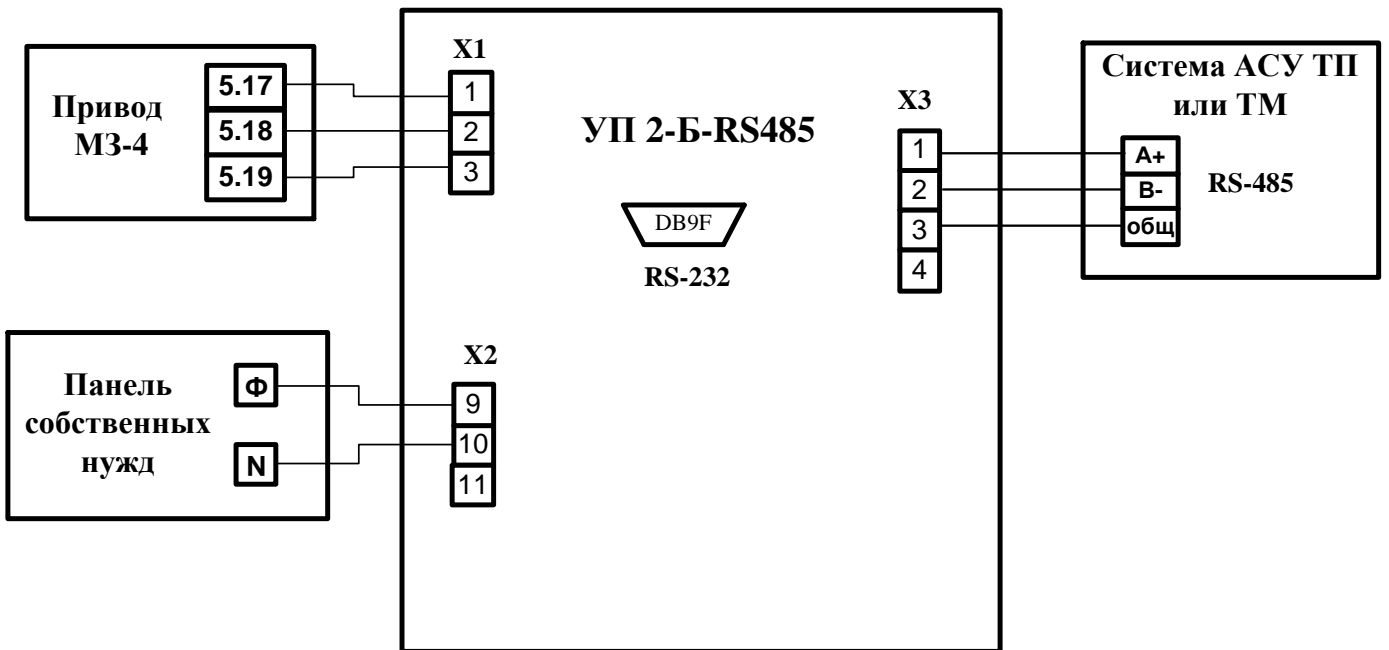 Привод
МЗ-4
5.17
5.18
5.19
X1
1
2
3
УП 2-Б-RS485
DB9F
RS-232
X3
1
2
3
4
Система АСУ ТП
или ТМ
A+
B-
общ
RS-485
Панель
собственных
нужд
Ф
N
X2
9
10
11